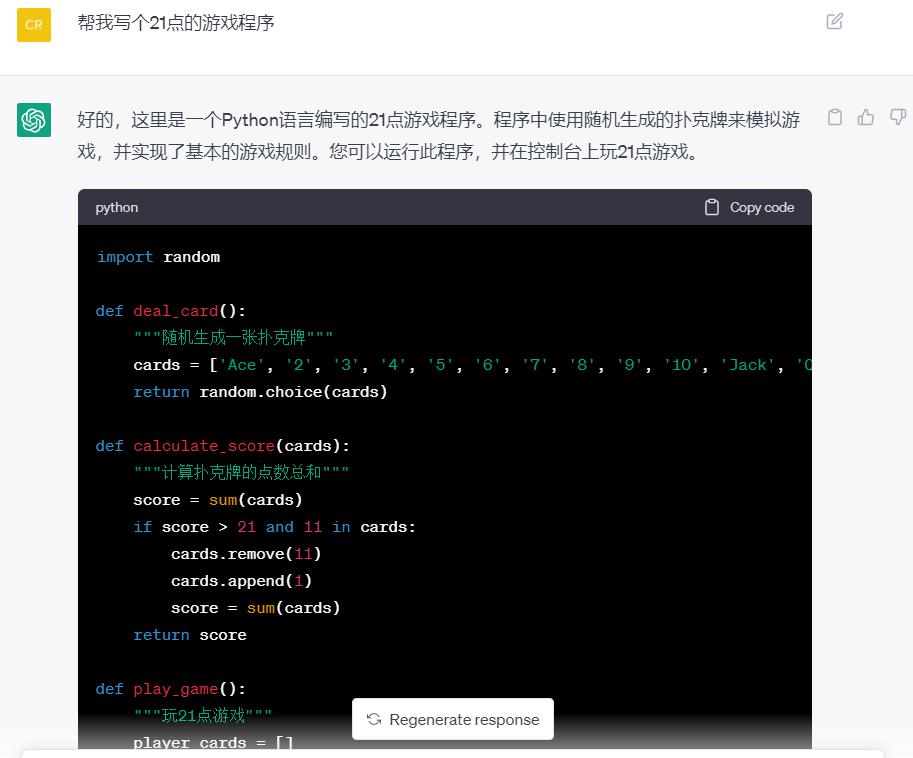 CR
帮我写个21点的游戏程序
好的，这里是一个Python语言编写的21点游戏程序。程序中使用随机生成的扑克牌来模拟游
戏，并实现了基本的游戏规则。您可以运行此程序，并在控制台上玩21点游戏。
python Copy code
import random
def deal_card():
"""随机生成一张扑克牌"""
cards = ['Ace', '2', '3', '4', '5', '6', '7', '8', '9', '10', 'Jack', '
return random.choice(cards)
def calculate_score(cards):
"""计算扑克牌的点数总和"""
score = sum(cards)
if score > 21 and 11 in cards:
cards.remove(11)
cards.append(1)
score = sum(cards)
return score
def play_game():
"""玩21点游戏"""
player_cards = []
Regenerate response